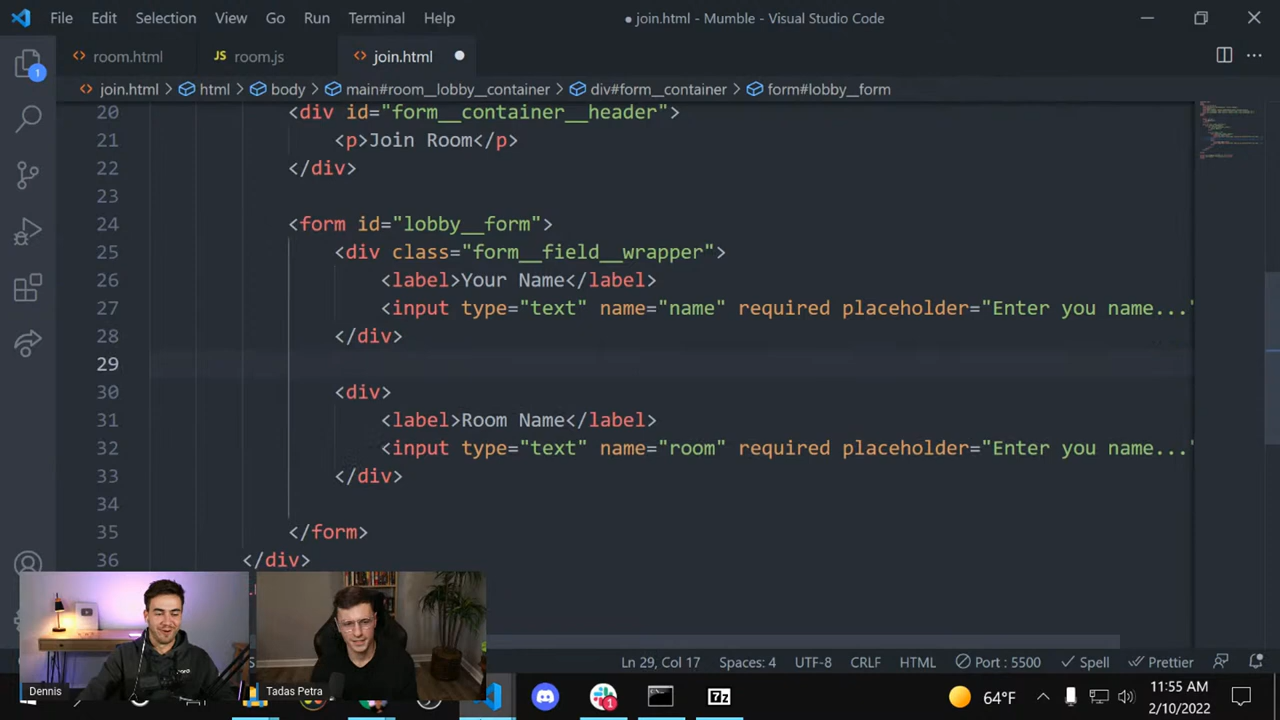 File Edit Selection View Go Run Terminal Help
● join.html - Mumble - Visual Studio Code
room.html JS room.js join.html ●
join.html > html > body > main#room__lobby__container > div#form__container > form#lobby__form
1
20 <div id="form__container__header">
21 <p>Join Room</p>
22 </div>
23
24 <form id="lobby__form">
25 <div class="form__field__wrapper">
26 <label>Your Name</label>
27 <input type="text" name="name" required placeholder="Enter you name..."
28 </div>
29
30 <div>
31 <label>Room Name</label>
32 <input type="text" name="room" required placeholder="Enter you name..."
33 </div>
34
35 </form>
36 </div>
Dennis
Tadas Petra
Ln 29, Col 17 Spaces: 4 UTF-8 CRLF HTML Port : 5500 Spell Prettier
1
7z
64°F
11:55 AM
2/10/2022